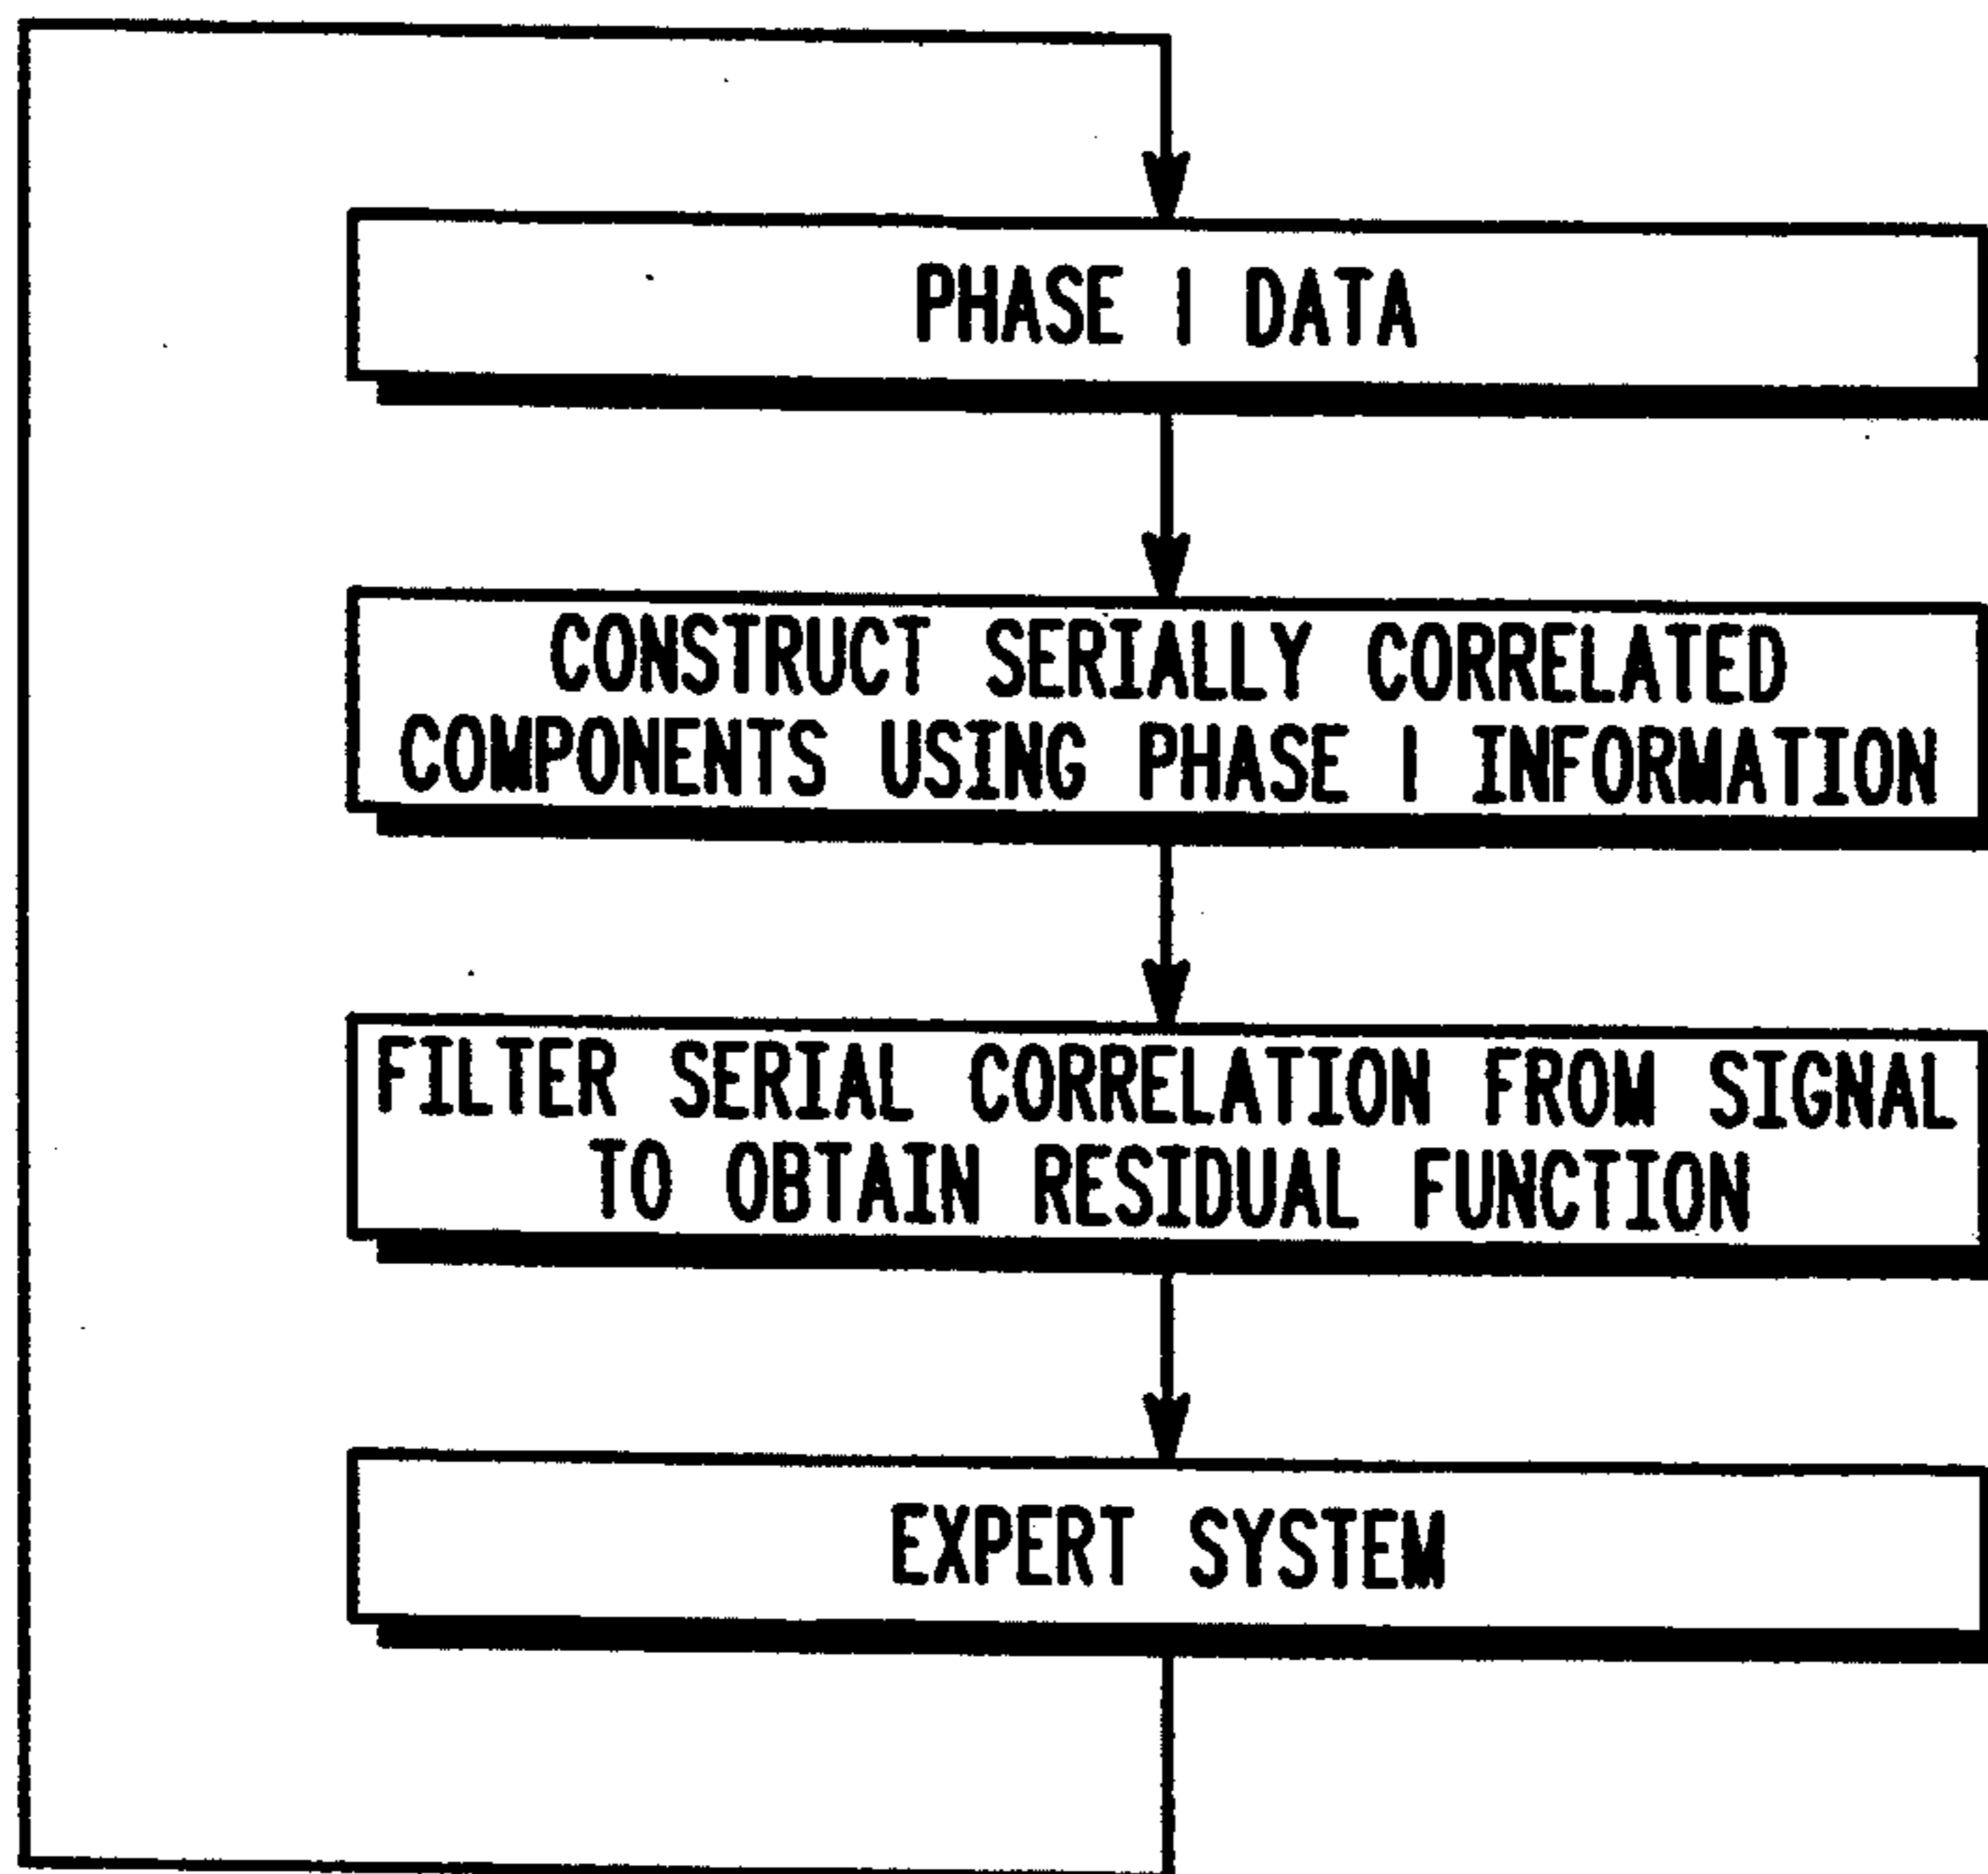 PHASE I DATA
CONSTRUCT SERIALLY CORRELATED
COMPONENTS USING PHASE I INFORMATION
FILTER SERIAL CORRELATION FROM SIGNAL
TO OBTAIN RESIDUAL FUNCTION
EXPERT SYSTEM